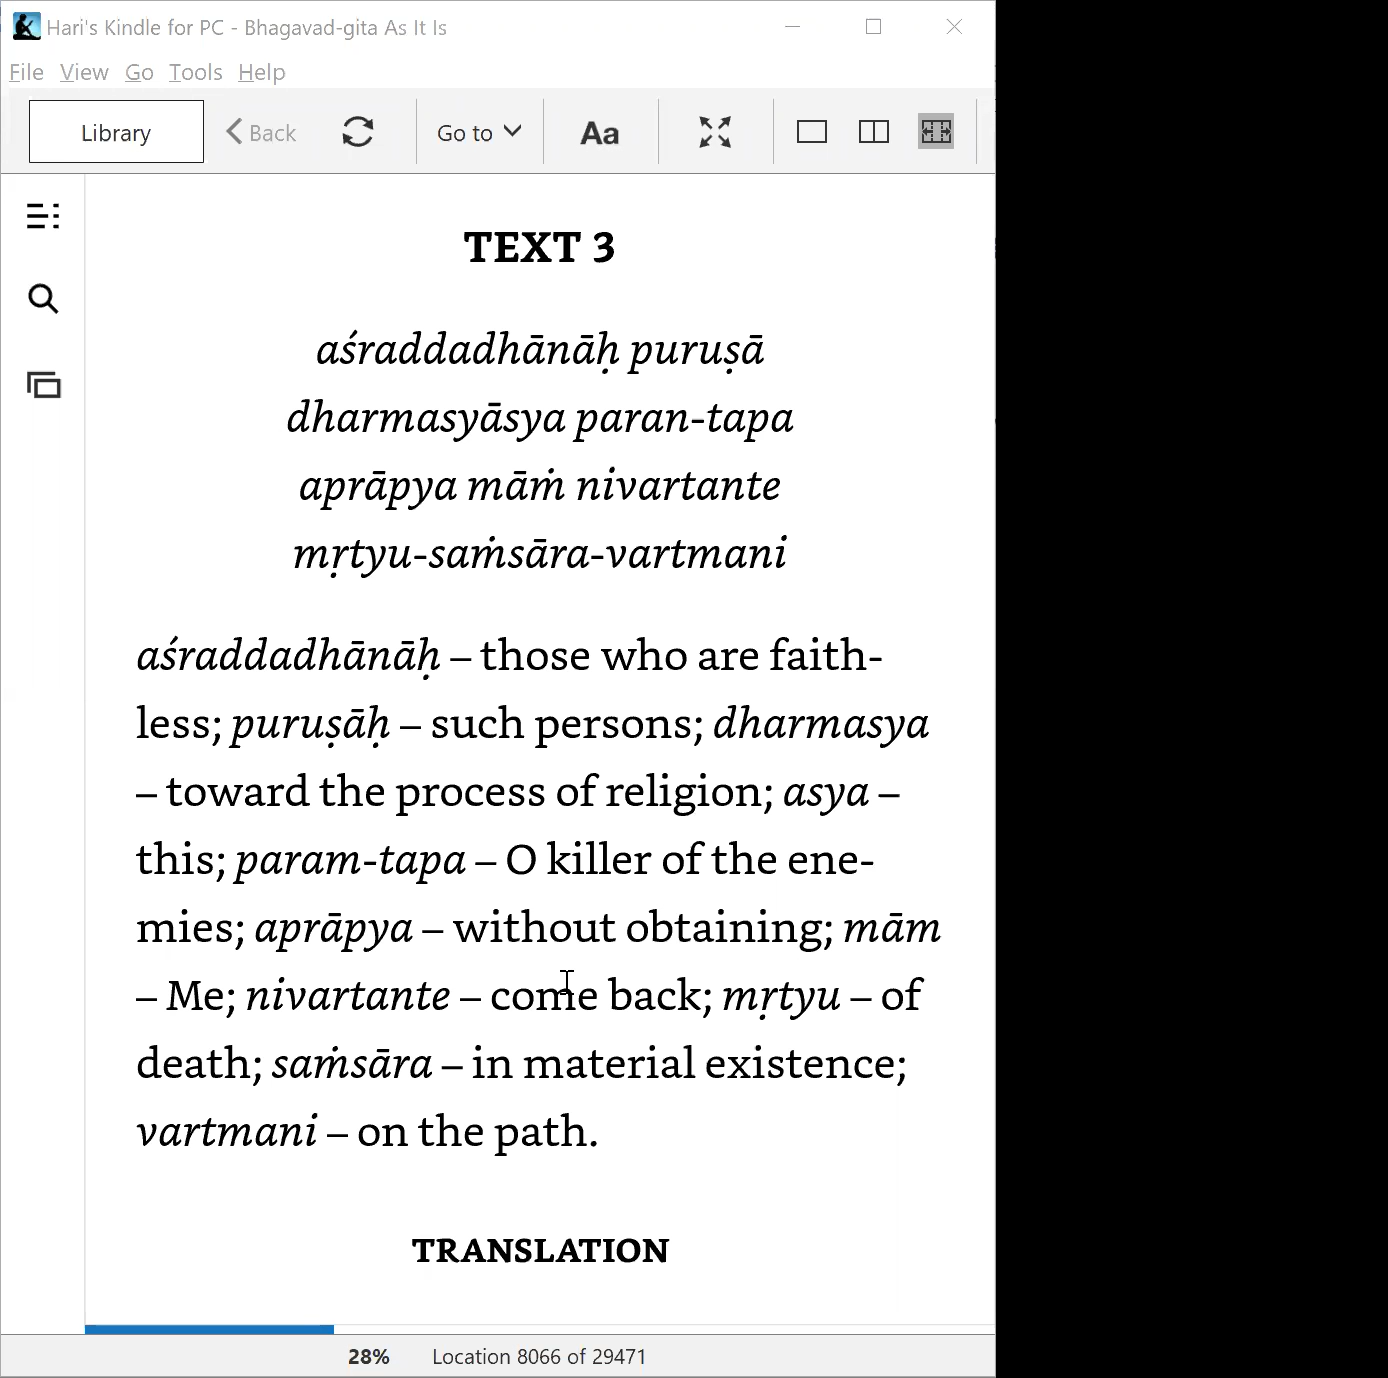 Hari's Kindle for PC - Bhagavad-gita As It Is
File View Go Tools Help
Library Back Go to Aa
TEXT 3
aśraddadhānāḥ puruṣā
dharmasyāsya paran-tapa
aprāpya māṁ nivartante
mṛtyu-saṁsāra-vartmani
aśraddadhānāḥ – those who are faith-
less; puruṣāḥ – such persons; dharmasya
– toward the process of religion; asya –
this; param-tapa – O killer of the ene-
mies; aprāpya – without obtaining; mām
– Me; nivartante – come back; mṛtyu – of
death; saṁsāra – in material existence;
vartmani – on the path.
TRANSLATION
28% Location 8066 of 29471